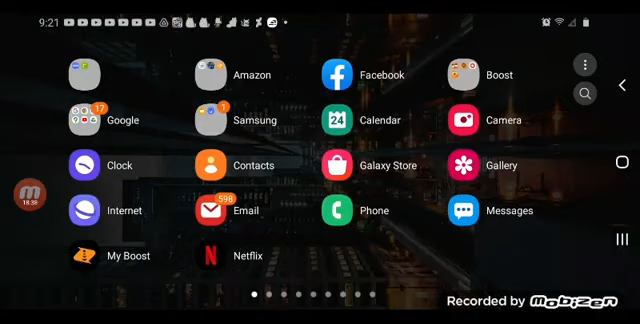 9:21
Amazon
Facebook
Boost
17
Google
1
Samsung
24
Calendar
Camera
Clock
Contacts
Galaxy Store
Gallery
18:38
Internet
598
Email
Phone
Messages
My Boost
Netflix
Recorded by mobizen